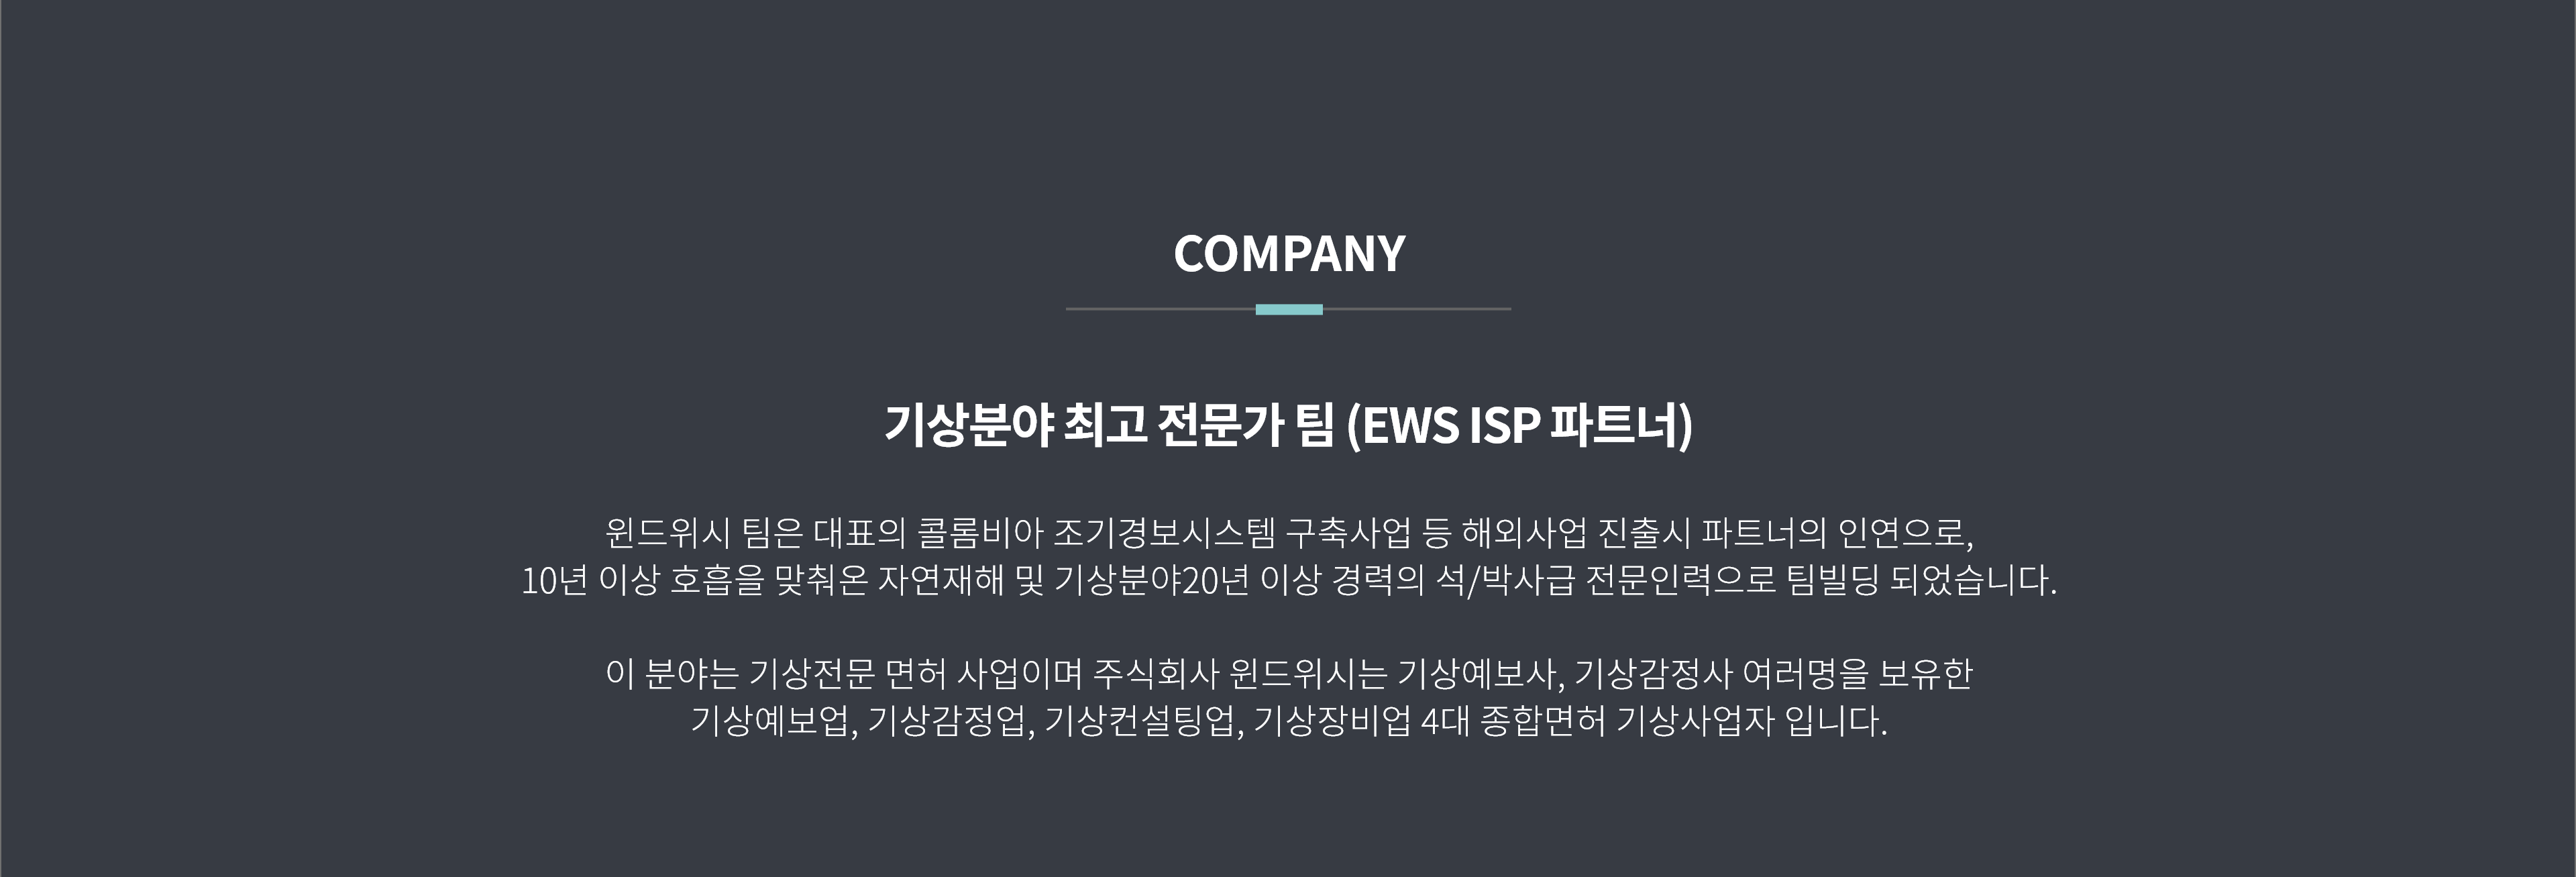 COMPANY
기상분야 최고 전문가 팀 (EWS ISP 파트너)
윈드위시 팀은 대표의 콜롬비아 조기경보시스템 구축사업 등 해외사업 진출시 파트너의 인연으로,
10년 이상 호흡을 맞춰온 자연재해 및 기상분야20년 이상 경력의 석/박사급 전문인력으로 팀빌딩 되었습니다.
이 분야는 기상전문 면허 사업이며 주식회사 윈드위시는 기상예보사, 기상감정사 여러명을 보유한
기상예보업, 기상감정업, 기상컨설팅업, 기상장비업 4대 종합면허 기상사업자 입니다.